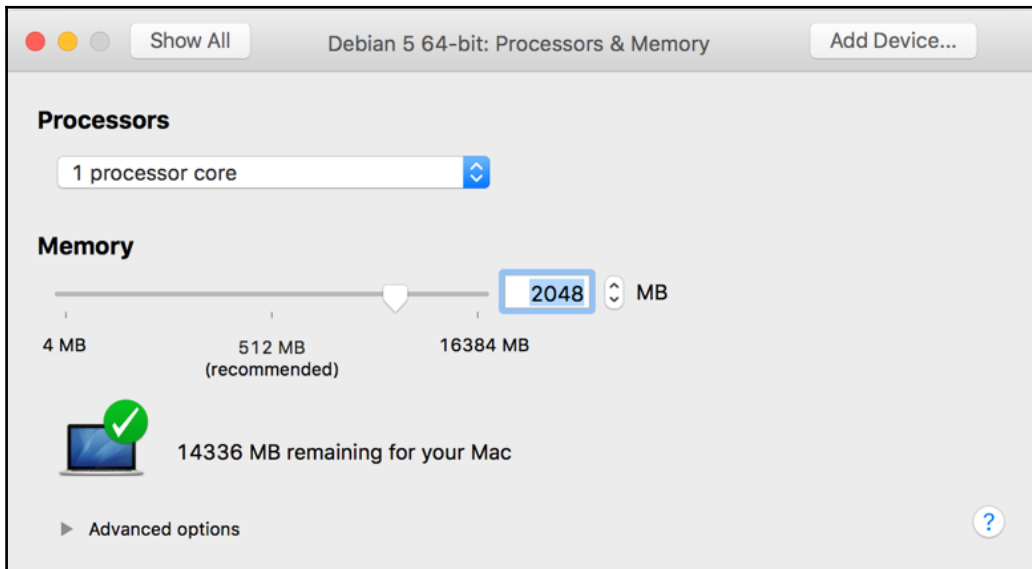 Show All
Debian 5 64-bit: Processors & Memory
Add Device...
Processors
1 processor core
Memory
2048 MB
4 MB
512 MB
(recommended)
16384 MB
14336 MB remaining for your Mac
Advanced options
?